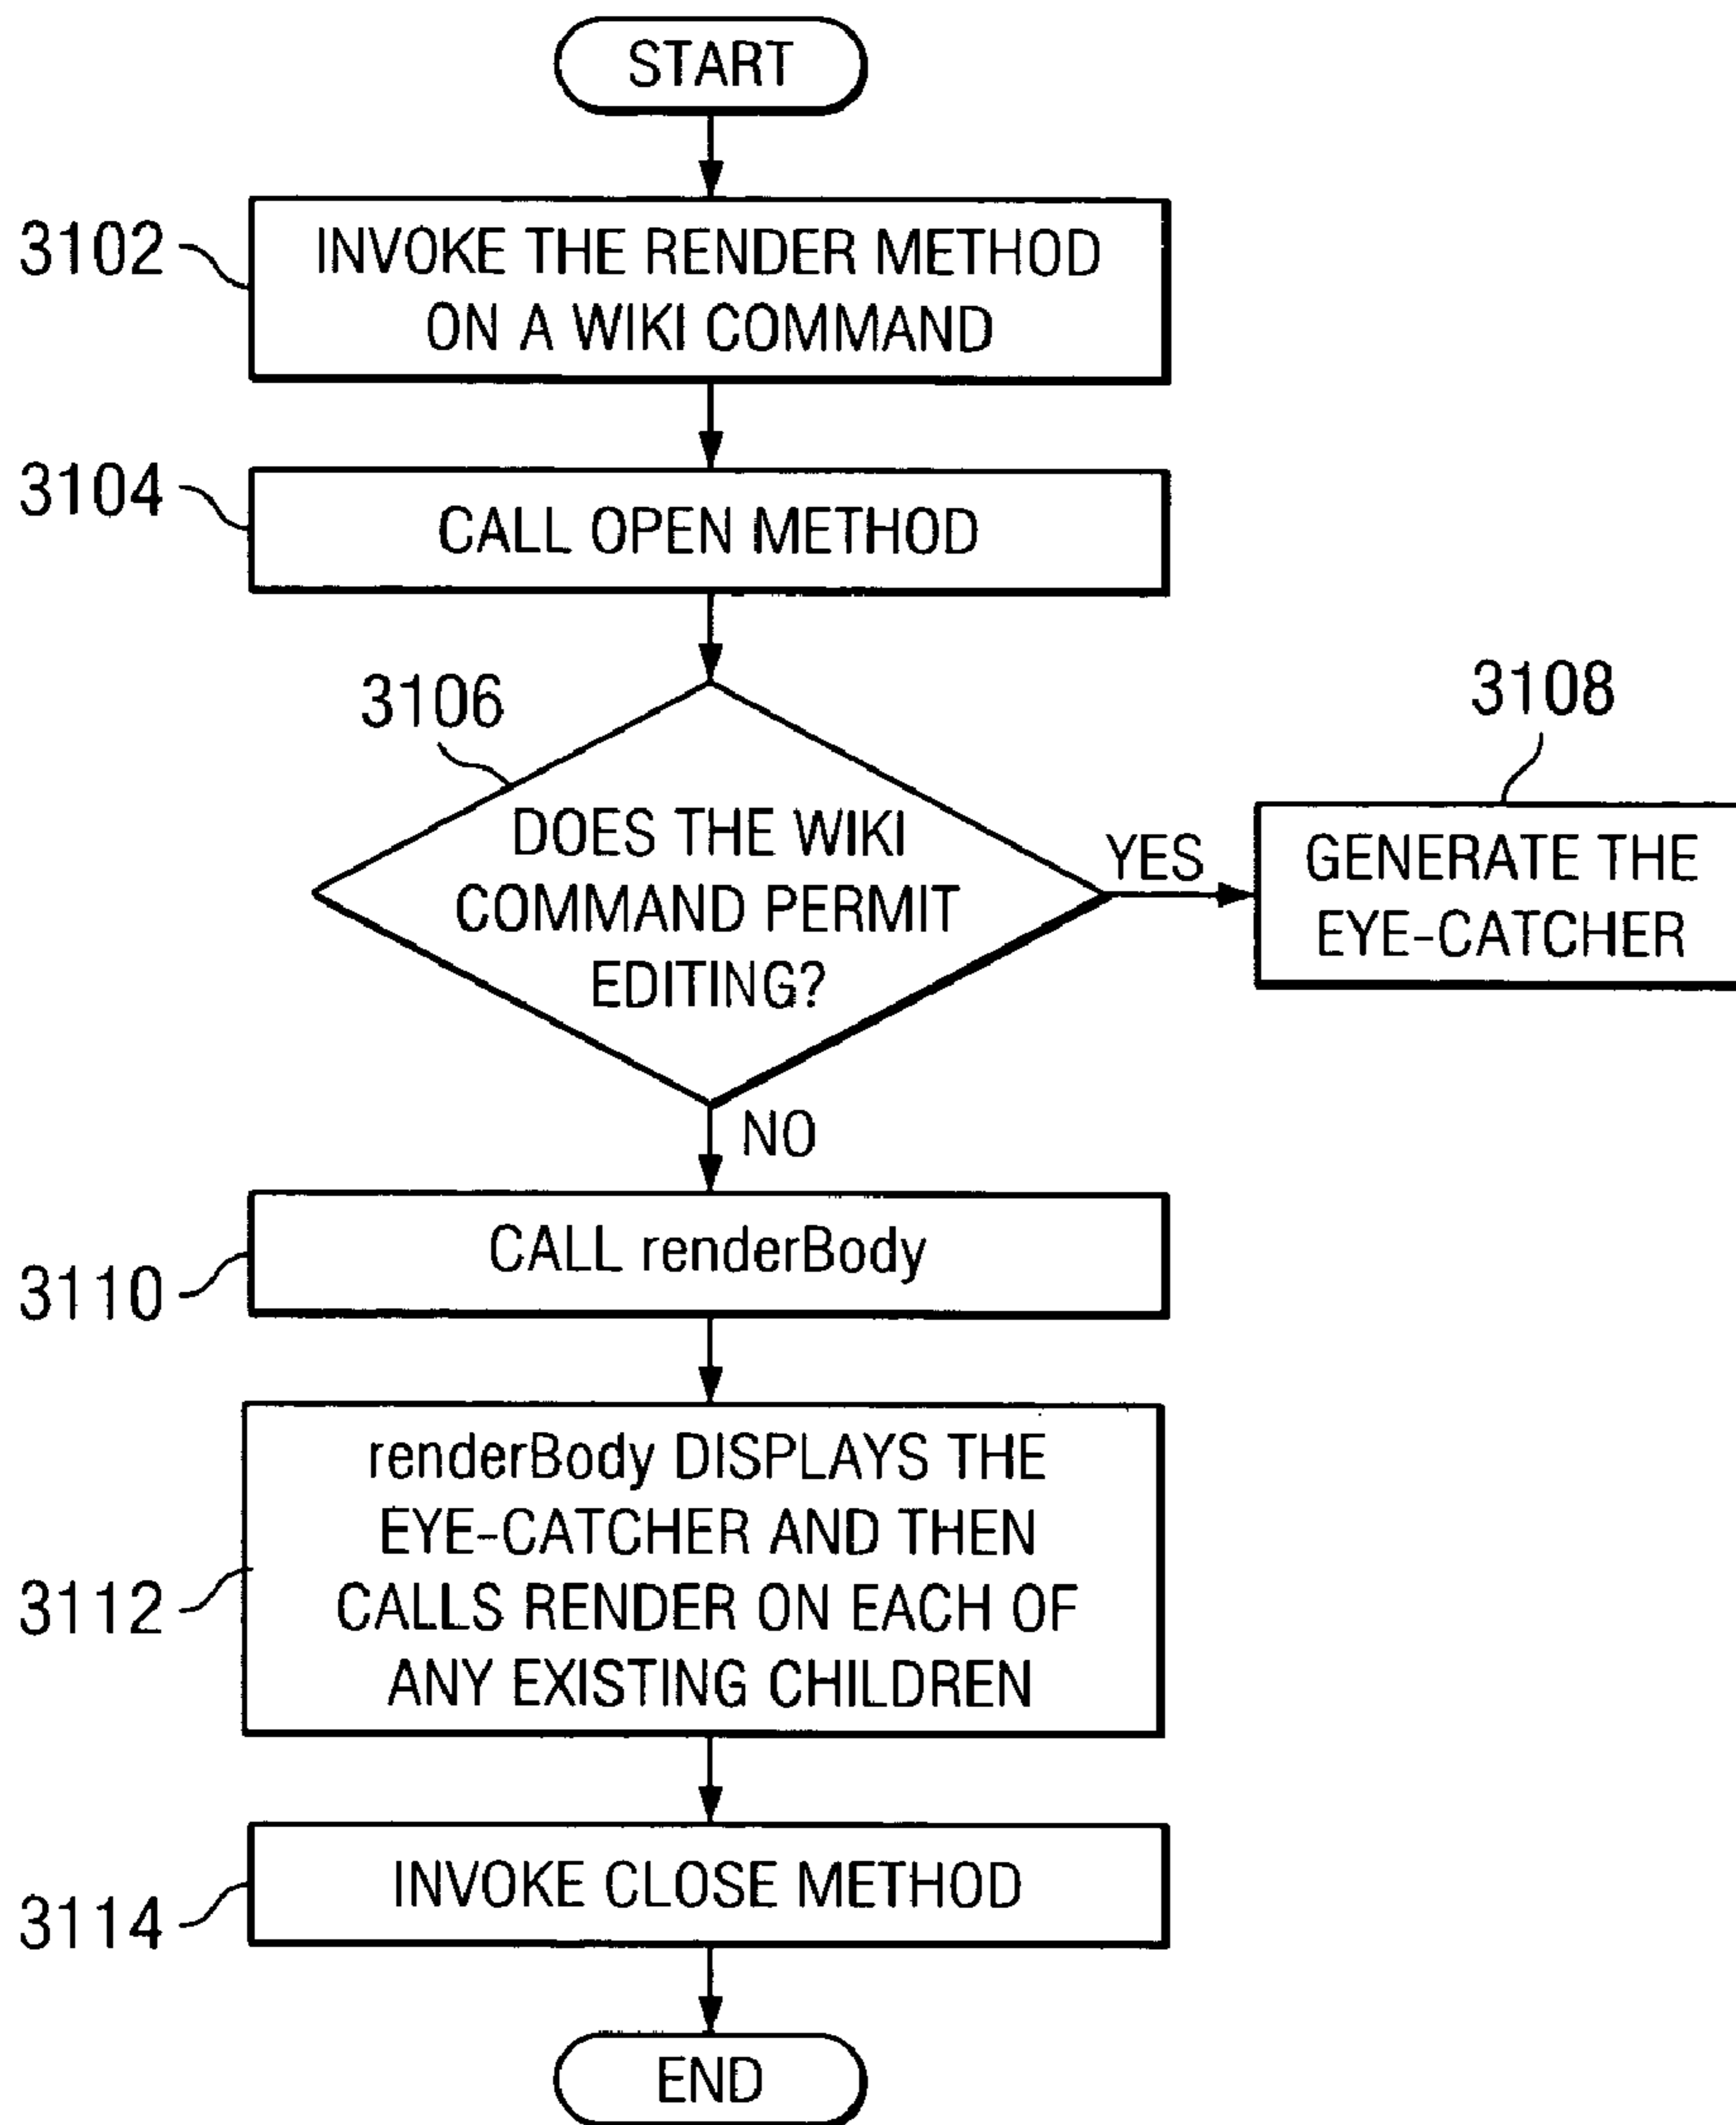 START
3102
INVOKE THE RENDER METHOD
ON A WIKI COMMAND
3104
CALL OPEN METHOD
3106
DOES THE WIKI
COMMAND PERMIT
EDITING?
YES
3108
GENERATE THE
EYE-CATCHER
NO
CALL renderBody
3110
renderBody DISPLAYS THE
EYE-CATCHER AND THEN
CALLS RENDER ON EACH OF
ANY EXISTING CHILDREN
3112
INVOKE CLOSE METHOD
3114
END